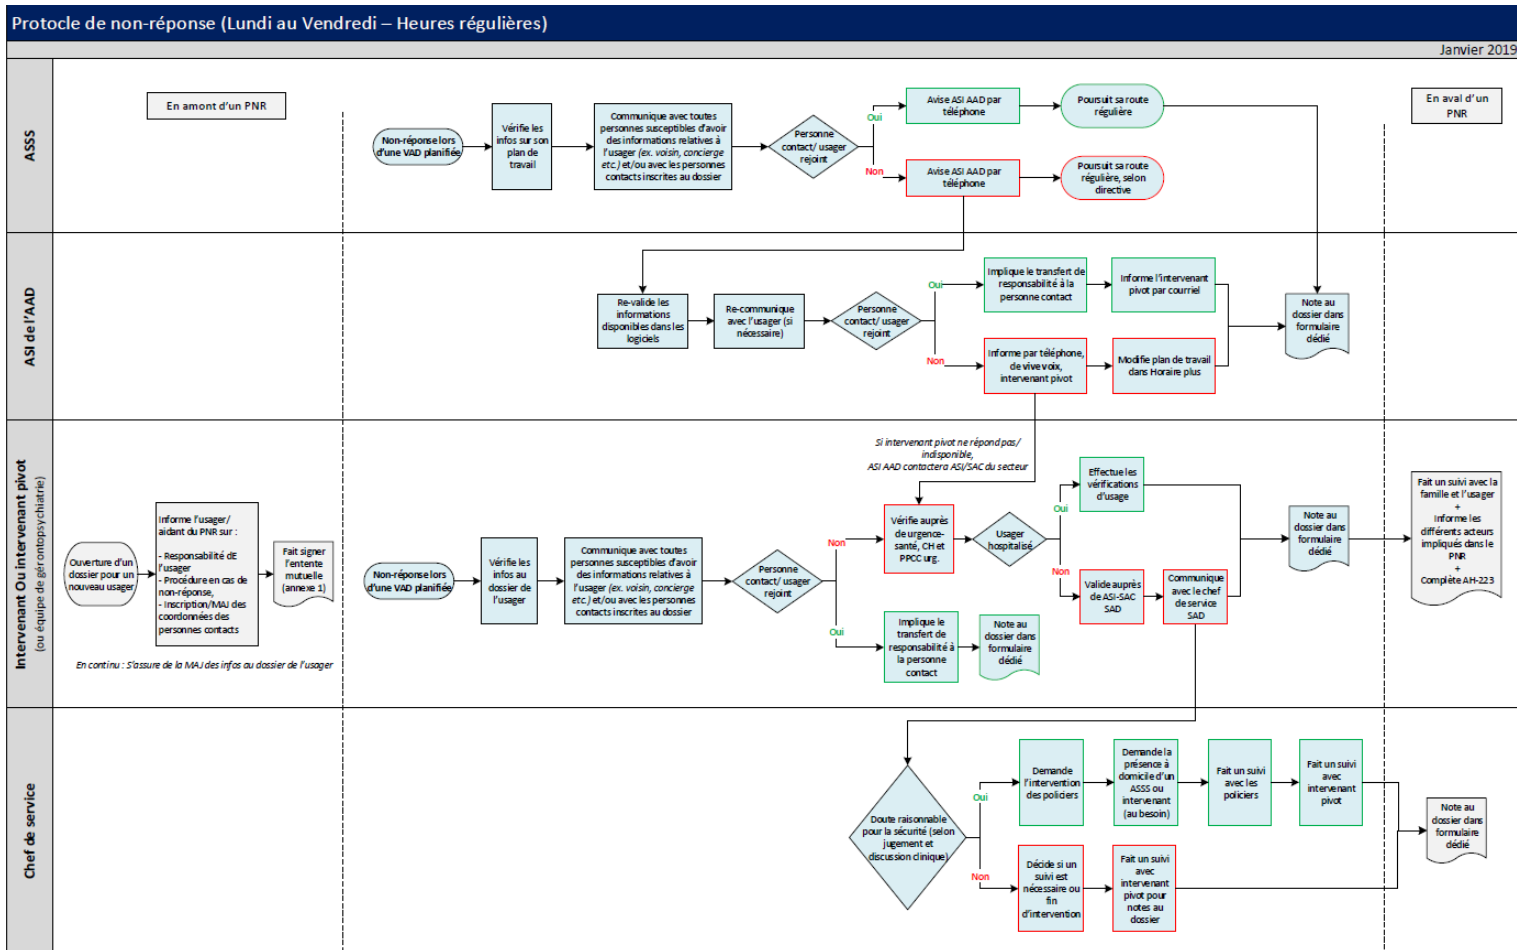 Protocle de non-réponse (Lundi au Vendredi – Heures régulières)
Janvier 2019
ASSS
En amont d'un PNR
En aval d'un
PNR
Non-réponse lors
d'une VAD planifiée
Vérifie les
infos sur son
plan de
travail
Communique avec toutes
personnes susceptibles d'avoir
des informations relatives à
l'usager (ex. voisin, concierge
etc.) et/ou avec les personnes
contacts inscrites au dossier
Personne
contact/ usager
rejoint
Oui
Avise ASI AAD par
téléphone
Poursuit sa route
régulière
Non
Avise ASI AAD par
téléphone
Poursuit sa route
régulière, selon
directive
ASI de l'AAD
Re-valide les
informations
disponibles dans les
logiciels
Re-communique
avec l'usager (si
nécessaire)
Personne
contact/ usager
rejoint
Oui
Implique le transfert de
responsabilité à la
personne contact
Informe l'intervenant
pivot par courriel
Non
Informe par téléphone,
de vive voix,
intervenant pivot
Modifie plan de travail
dans Horaire plus
Note au
dossier dans
formulaire
dédié
Intervenant Ou intervenant pivot
(ou équipe de gérontopsychiatrie)
Ouverture d'un
dossier pour un
nouveau usager
Informe l'usager/
aidant du PNR sur :
- Responsabilité dE
l'usager
- Procédure en cas de
non-réponse,
- Inscription/MAJ des
coordonnées des
personnes contacts
Fait signer
l'entente
mutuelle
(annexe 1)
En continu : S'assure de la MAJ des infos au dossier de l'usager
Non-réponse lors
d'une VAD planifiée
Vérifie les
infos au
dossier de
l'usager
Communique avec toutes
personnes susceptibles d'avoir
des informations relatives à
l'usager (ex. voisin, concierge
etc.) et/ou avec les personnes
contacts inscrites au dossier
Personne
contact/ usager
rejoint
Si intervenant pivot ne répond pas/
indisponible,
ASI AAD contactera ASI/SAC du secteur
Non
Vérifie auprès
de urgence-
santé, CH et
PPCC urg.
Usager
hospitalisé
Oui
Effectue les
vérifications
d'usage
Non
Valide auprès
de ASI-SAC
SAD
Communique
avec le chef
de service
SAD
Oui
Implique le
transfert de
responsabilité à
la personne
contact
Note au
dossier dans
formulaire
dédié
Note au
dossier dans
formulaire
dédié
Fait un suivi avec la
famille et l'usager
+
Informe les
différents acteurs
impliqués dans le
PNR
+
Complète AH-223
Chef de service
Doute raisonnable
pour la sécurité (selon
jugement et
discussion clinique)
Oui
Demande
l'intervention
des policiers
Demande la
présence à
domicile d'un
ASSS ou
intervenant
(au besoin)
Fait un suivi
avec les
policiers
Fait un suivi
avec
intervenant
pivot
Non
Décide si un
suivi est
nécessaire ou
fin
d'intervention
Fait un suivi
avec
intervenant
pivot pour
notes au
dossier
Note au
dossier dans
formulaire
dédié